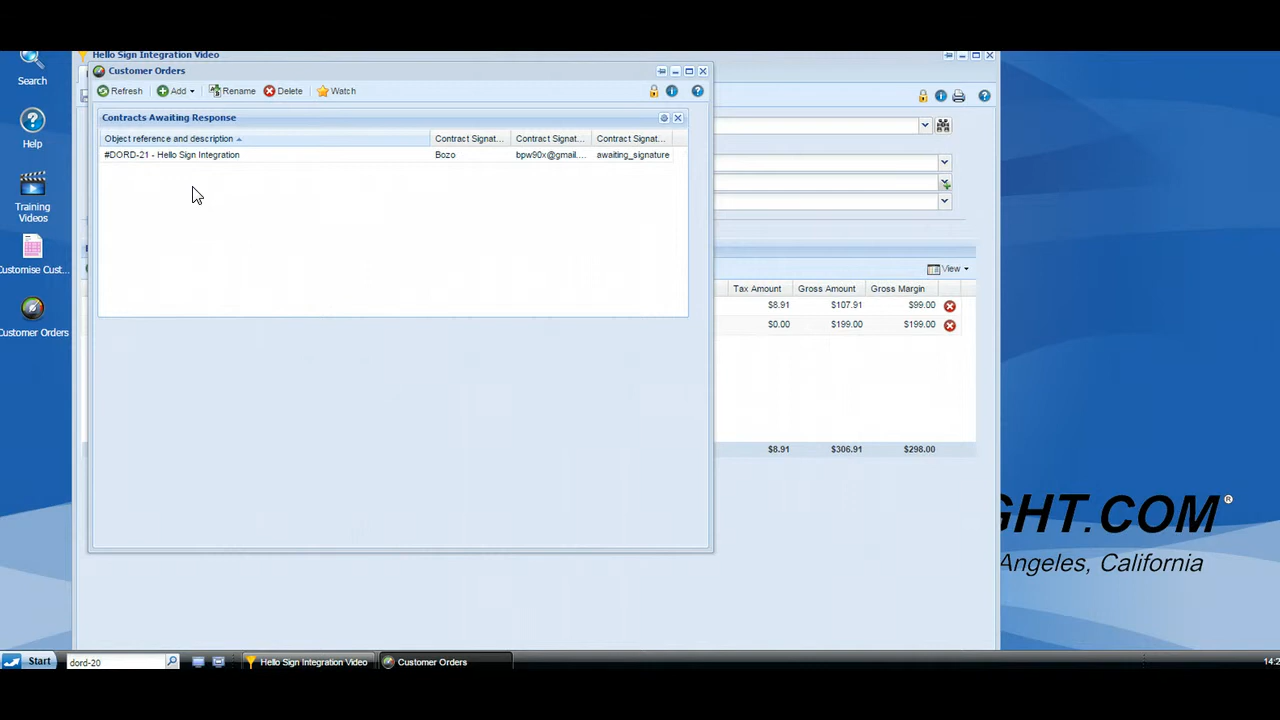 Hello Sign Integration Video
Customer Orders
Search
Refresh Add Rename Delete Watch
Contracts Awaiting Response
Object reference and description Contract Signat... Contract Signat... Contract Signat...
#DORD-21 - Hello Sign Integration Bozo bpw90x@gmail.... awaiting_signature
Help
Training
Videos
Customise Cust...
Customer Orders
View
Tax Amount Gross Amount Gross Margin
$8.91 $107.91 $99.00
$0.00 $199.00 $199.00
$8.91 $306.91 $298.00
GHT.COM®
Angeles, California
Start dord-20 Hello Sign Integration Video Customer Orders 14:2